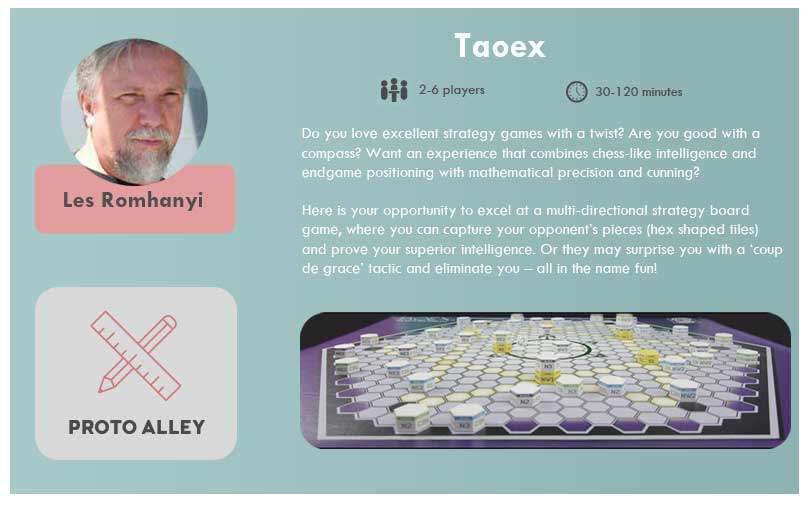 Taoex
2-6 players
30-120 minutes
Les Romhanyi
Do you love excellent strategy games with a twist? Are you good with a
compass? Want an experience that combines chess-like intelligence and
endgame positioning with mathematical precision and cunning?
Here is your opportunity to excel at a multi-directional strategy board
game, where you can capture your opponent's pieces (hex shaped tiles)
and prove your superior intelligence. Or they may surprise you with a ‘coup
de grace’ tactic and eliminate you – all in the name fun!
PROTO ALLEY